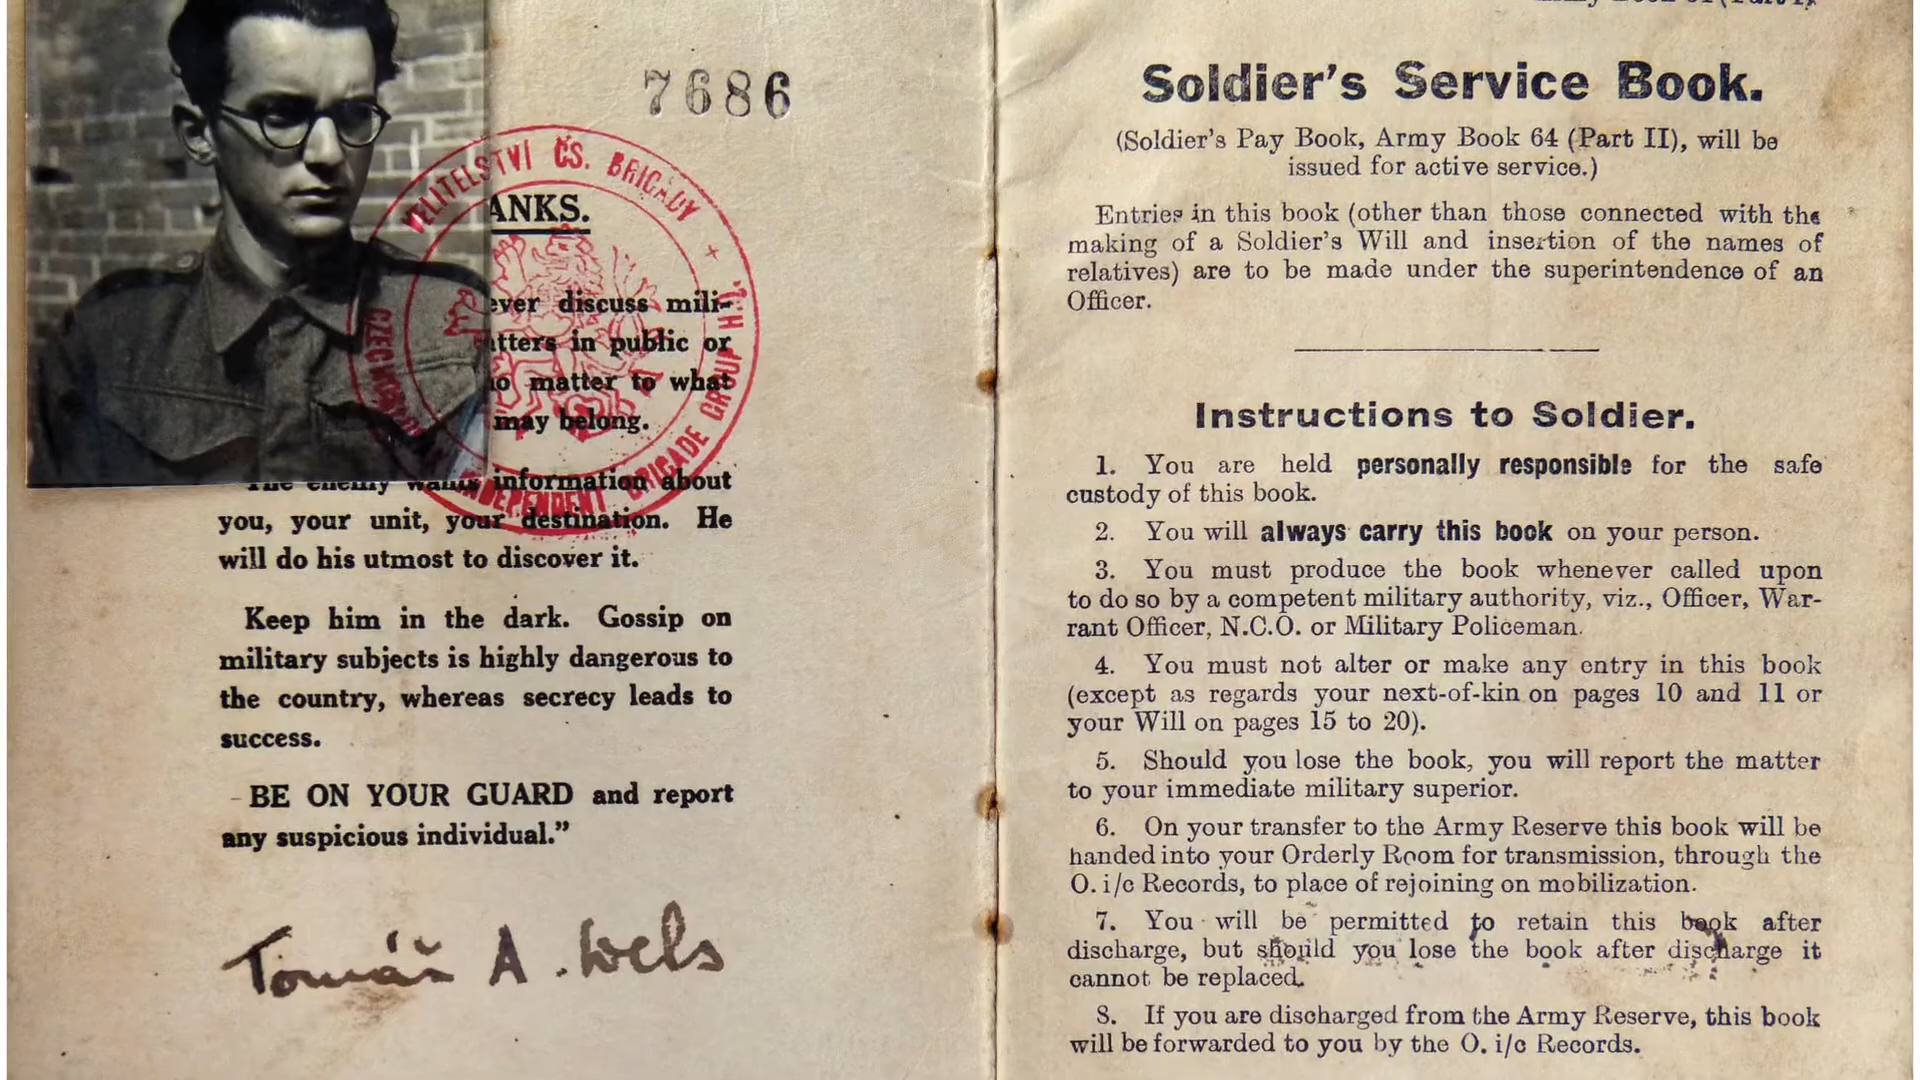 7686
VELITELSTVÍ ČS. BRIGÁDY + CZECHOSLOVAK INDEPENDENT BRIGADE GROUP
ANKS.
ever discuss mili-
tters in public or
no matter to what
may belong.
The enemy wants information about
you, your unit, your destination. He
will do his utmost to discover it.
Keep him in the dark. Gossip on
military subjects is highly dangerous to
the country, whereas secrecy leads to
success.
BE ON YOUR GUARD and report
any suspicious individual.”
Tomáš A. Wels
Soldier’s Service Book.
(Soldier’s Pay Book, Army Book 64 (Part II), will be
issued for active service.)
Entries in this book (other than those connected with the
making of a Soldier’s Will and insertion of the names of
relatives) are to be made under the superintendence of an
Officer.
Instructions to Soldier.
1. You are held personally responsible for the safe
custody of this book.
2. You will always carry this book on your person.
3. You must produce the book whenever called upon
to do so by a competent military authority, viz., Officer, War-
rant Officer, N.C.O. or Military Policeman.
4. You must not alter or make any entry in this book
(except as regards your next-of-kin on pages 10 and 11 or
your Will on pages 15 to 20).
5. Should you lose the book, you will report the matter
to your immediate military superior.
6. On your transfer to the Army Reserve this book will be
handed into your Orderly Room for transmission, through the
O. i/c Records, to place of rejoining on mobilization.
7. You will be permitted to retain this book after
discharge, but should you lose the book after discharge it
cannot be replaced.
8. If you are discharged from the Army Reserve, this book
will be forwarded to you by the O. i/c Records.